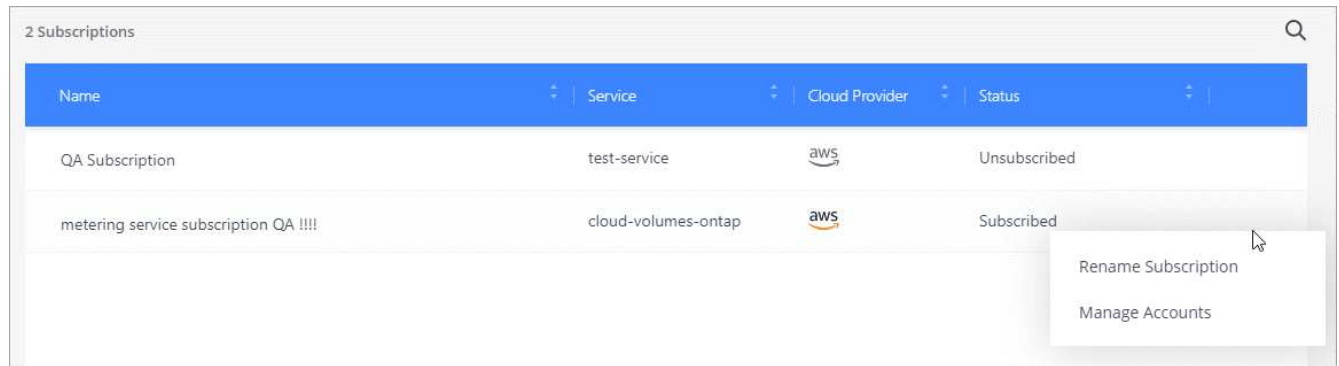 2 Subscriptions
Name Service Cloud Provider Status
QA Subscription test-service aws Unsubscribed
metering service subscription QA !!!! cloud-volumes-ontap aws Subscribed
Rename Subscription
Manage Accounts